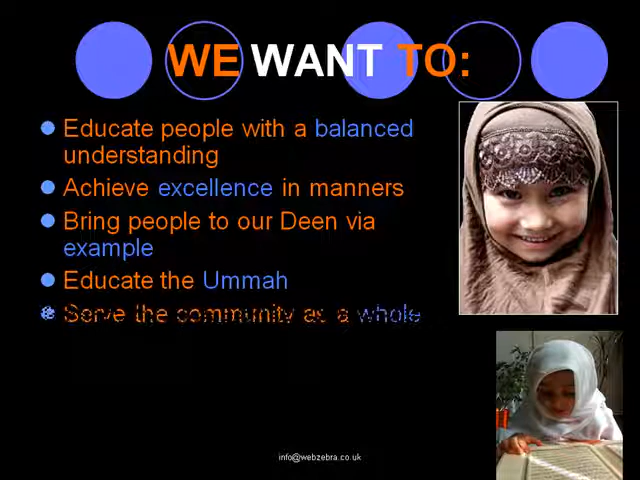 WE WANT TO:
Educate people with a balanced
understanding
Achieve excellence in manners
Bring people to our Deen via
example
Educate the Ummah
Serve the community as a whole
info@webzebra.co.uk